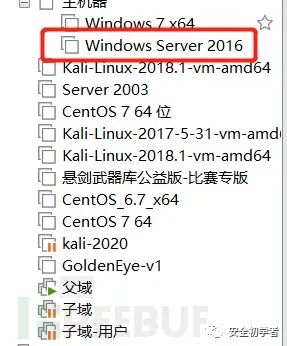 主机器
Windows 7 x64
Windows Server 2016
Kali-Linux-2018.1-vm-amd64
Server 2003
CentOS 7 64 位
Kali-Linux-2017-5-31-vm-amd6
Kali-Linux-2018.1-vm-amd64
悬剑武器库公益版-比赛专版
CentOS_6.7_x64
CentOS 7 64
kali-2020
GoldenEye-v1
父域
子域
子域-用户
REEBUF
安全初学者